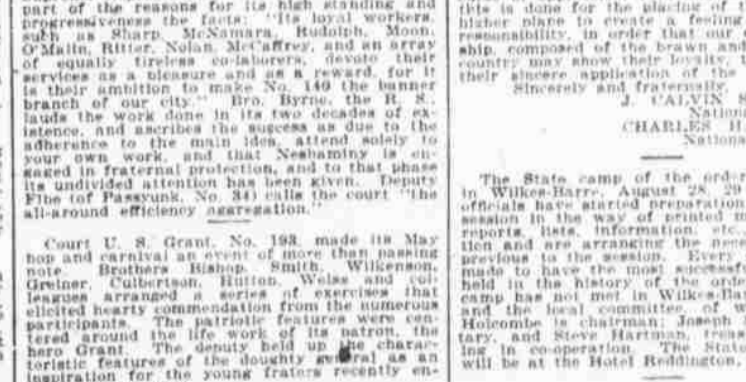 part of the reasons for its high standing and
progressiveness the facts: "Its loyal workers,
such as Sharp, McNamara, Rudolph, Moon,
O'Malin, Ritter, Nolan, McCaffrey, and an array
of equally tireless co-laborers, devote their
services as a pleasure and as a reward, for it
is their ambition to make No. 140 the banner
branch of our city." Bro. Byrne, the R. S.,
lauds the work done in its two decades of ex-
istence, and ascribes the success as due to the
adherence to the main idea, attend solely to
your own work, and that Neshaminy is en-
gaged in fraternal protection, and to that phase
its undivided attention has been given. Deputy
Fibe (of Passyunk, No. 34) calls the court "the
all-around efficiency aggregation."
Court U. S. Grant, No. 193, made its May
hop and carnival an event of more than passing
note. Brothers Bishop, Smith, Wilkenson,
Greiner, Culbertson, Hutton, Weiss and col-
leagues arranged a series of exercises that
elicited hearty commendation from the numerous
participants. The patriotic features were cen-
tered around the life work of its patron, the
hero Grant. The deputy held up the charac-
teristic features of the doughty general as an
inspiration for the young fraters recently en-
this is done for the placing of
higher plane to create a feeling
responsibility, in order that our
ship, composed of the brawn and
country may show their loyalty,
their sincere application of the
Sincerely and fraternally,
J. CALVIN S
Nationa
CHARLES H
Nationa
The State camp of the order
in Wilkes-Barre, August 28, 29
officials have started preparation
session in the way of printed m
reports, lists, information, etc.,
tion and are arranging the nece
previous to the session. Every
made to have the most successf
held in the history of the orde
camp has not met in Wilkes-Ba
and the local committee, of w
Holcombe is chairman; Joseph
tary, and Steve Hartman, treas
ing in co-operation. The State
will be at the Hotel Reddington,